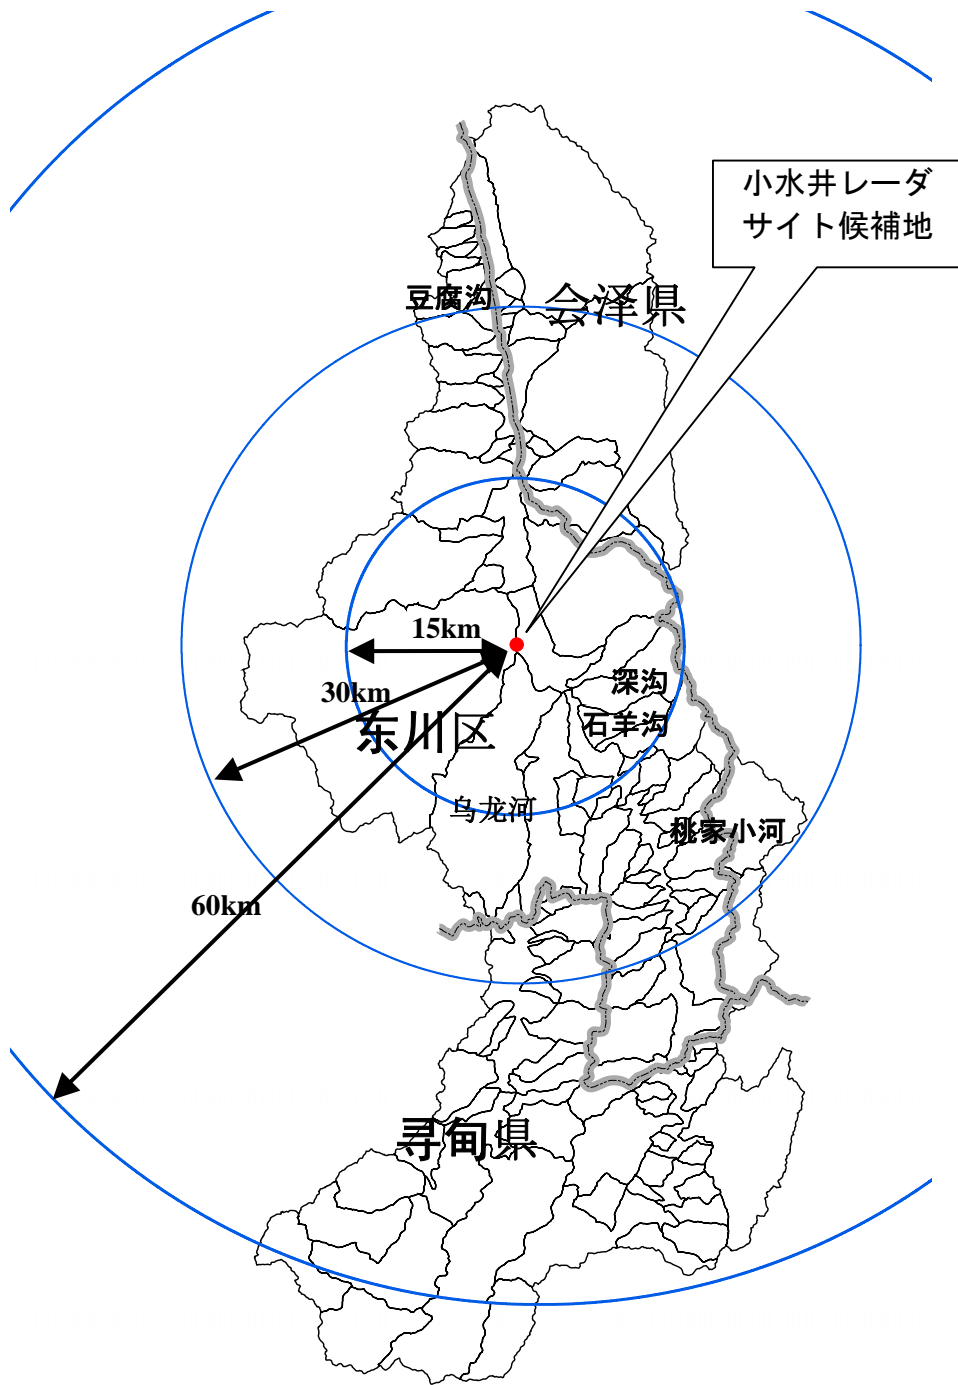 小水井レーダ
サイト候補地
豆腐沟
会泽県
15km
深沟
30km
石羊沟
东川区
乌龙河
桃家小河
60km
寻甸県